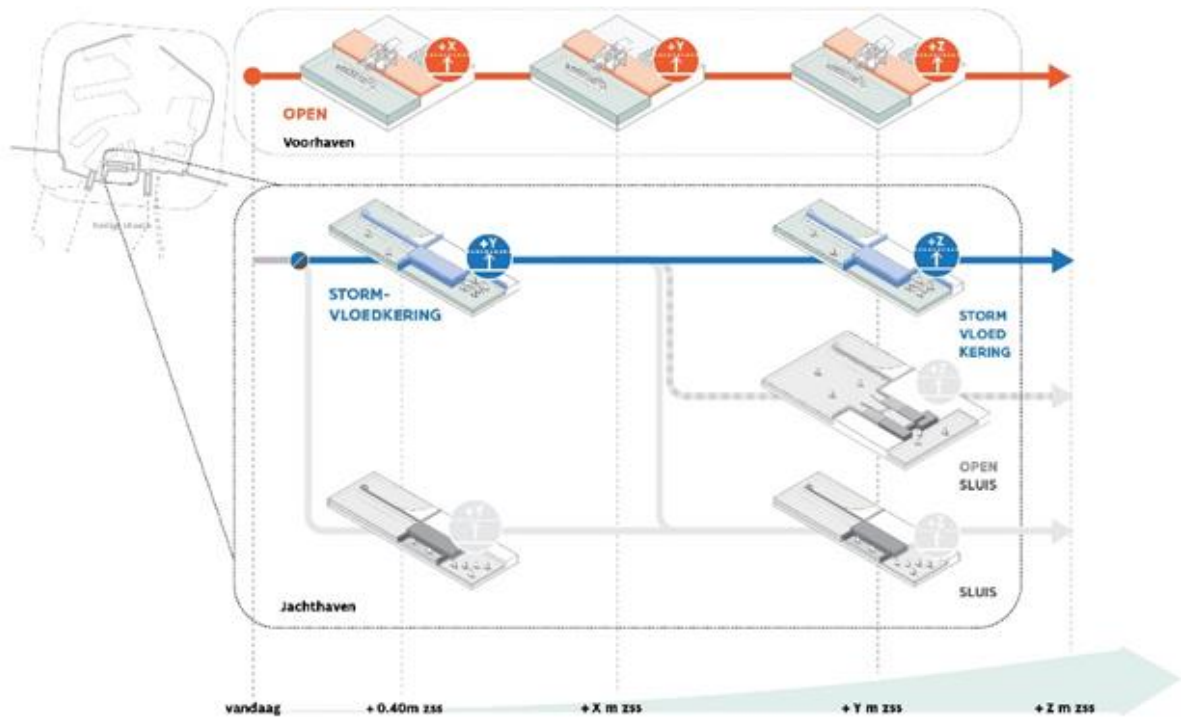 +X
+Y
+Z
OPEN
Voorhaven
+Y
+Z
STORM-
VLOEDKERING
STORM
VLOED
KERING
+Z
OPEN
SLUIS
+Y
+Z
SLUIS
Jachthaven
vandaag
+ 0.40m zss
+ X m zss
+ Y m zss
+ Z m zss